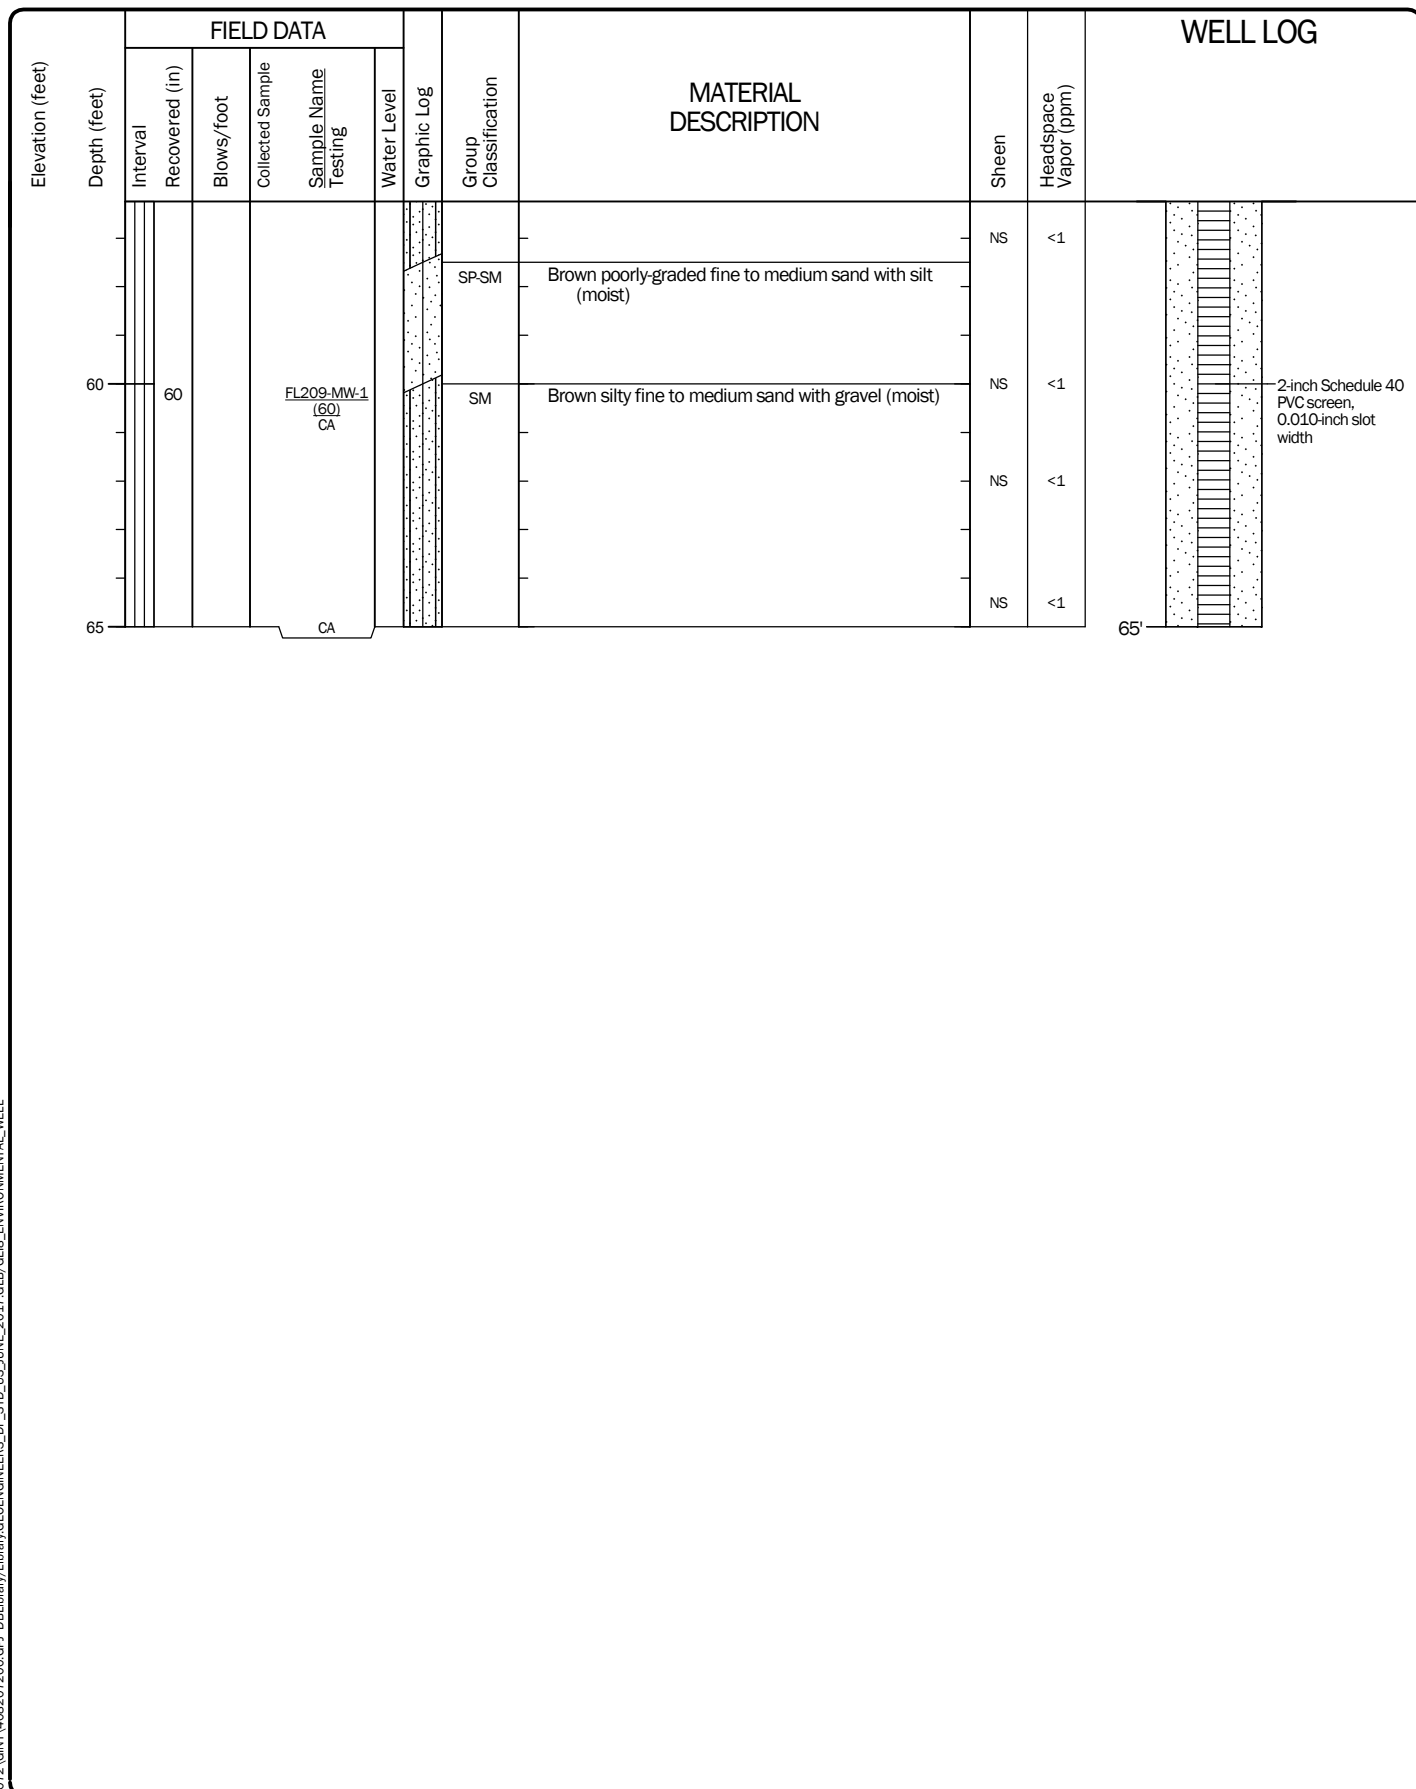 FIELD DATA
WELL LOG
Elevation (feet)
Depth (feet)
Interval
Recovered (in)
Blows/foot
Collected Sample
Sample Name
Testing
Water Level
Graphic Log
Group
Classification
MATERIAL
DESCRIPTION
Sheen
Headspace
Vapor (ppm)
NS <1
SP-SM Brown poorly-graded fine to medium sand with silt
(moist)
60 60 FL209-MW-1
(60)
CA
SM Brown silty fine to medium sand with gravel (moist)
NS <1
2-inch Schedule 40
PVC screen,
0.010-inch slot
width
NS <1
NS <1
65 CA 65'